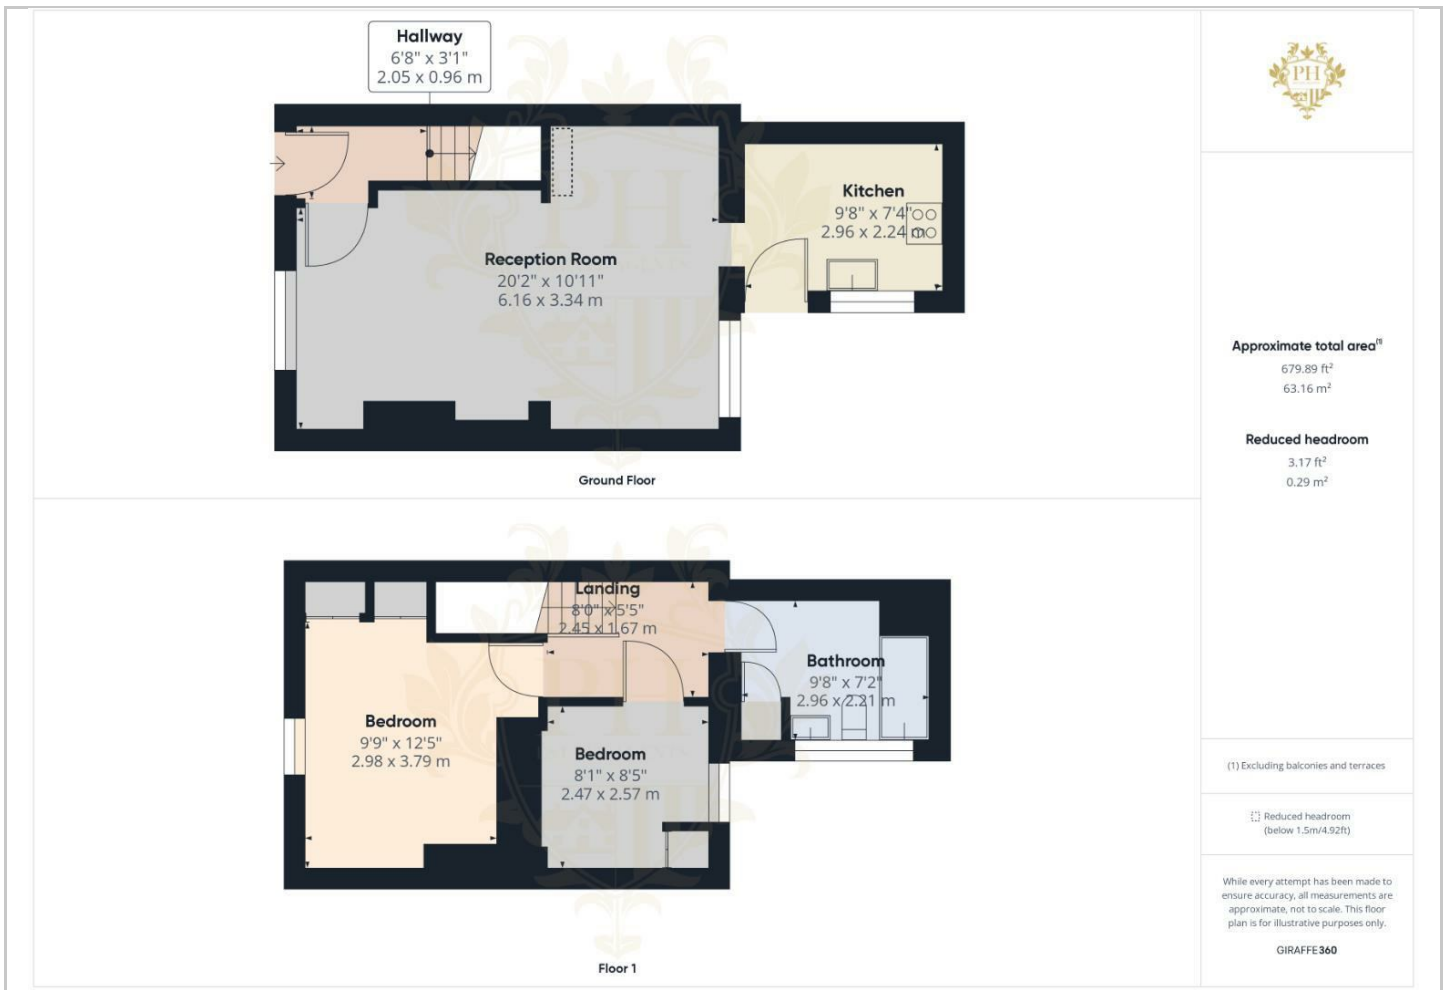 Hallway
6'8" x 3'1"
2.05 x 0.96 m
Kitchen
9'8" x 7'4"
2.96 x 2.24 m
Reception Room
20'2" x 10'11"
6.16 x 3.34 m
Ground Floor
Landing
8'0" x 5'5"
2.45 x 1.67 m
Bathroom
9'8" x 7'2"
2.96 x 2.21 m
Bedroom
9'9" x 12'5"
2.98 x 3.79 m
Bedroom
8'1" x 8'5"
2.47 x 2.57 m
Floor 1
PH
Approximate total area(1)
679.89 ft²
63.16 m²
Reduced headroom
3.17 ft²
0.29 m²
(1) Excluding balconies and terraces
Reduced headroom
(below 1.5m/4.92ft)
While every attempt has been made to
ensure accuracy, all measurements are
approximate, not to scale. This floor
plan is for illustrative purposes only.
GIRAFFE360